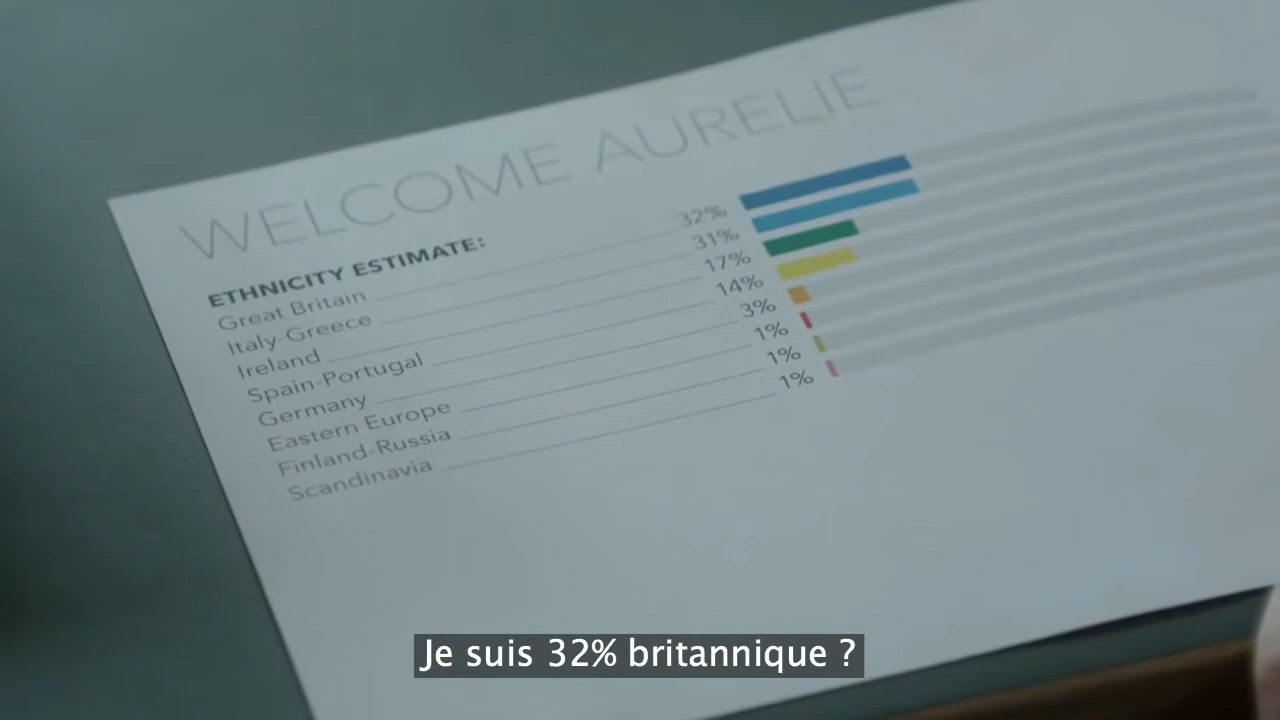 WELCOME AURELIE
ETHNICITY ESTIMATE:
Great Britain 32%
Italy-Greece 31%
Ireland 17%
Spain-Portugal 14%
Germany 3%
Eastern Europe 1%
Finland-Russia 1%
Scandinavia 1%
Je suis 32% britannique ?